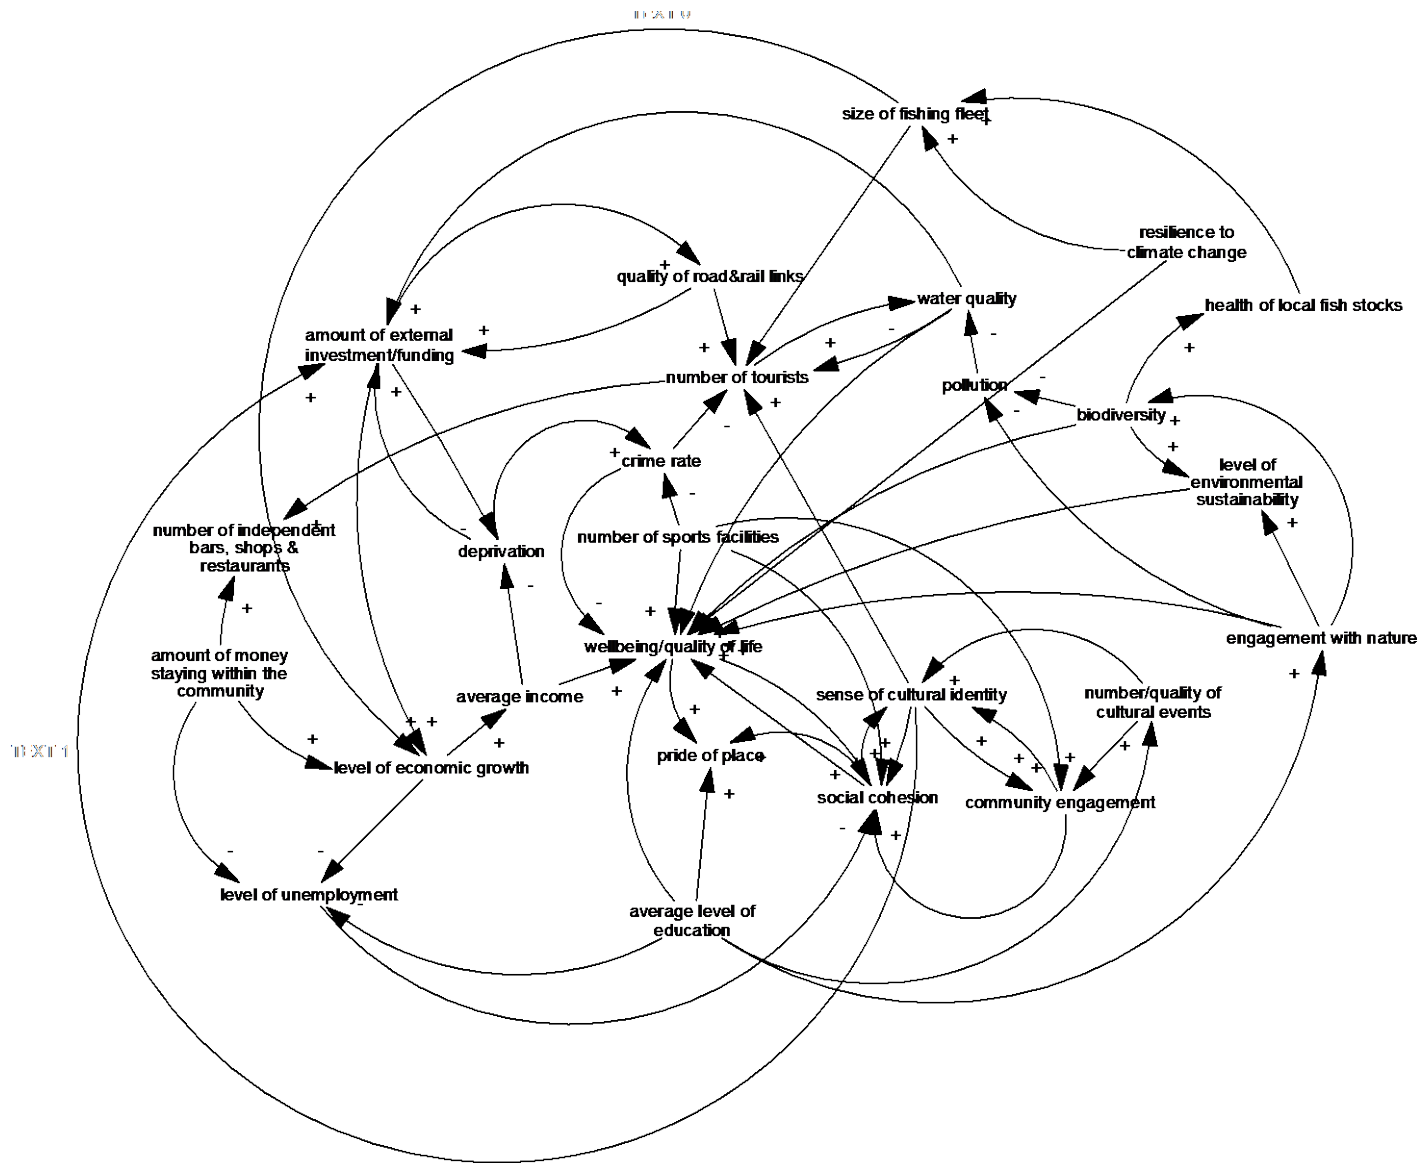 size of fishing fleet
resilience to
climate change
quality of road&rail links
water quality
health of local fish stocks
amount of external
investment/funding
number of tourists
pollution
biodiversity
crime rate
level of
environmental
sustainability
number of independent
bars, shops &
restaurants
number of sports facilities
deprivation
wellbeing/quality of life
engagement with nature
amount of money
staying within the
community
average income
sense of cultural identity
number/quality of
cultural events
pride of place
level of economic growth
social cohesion
community engagement
level of unemployment
average level of
education